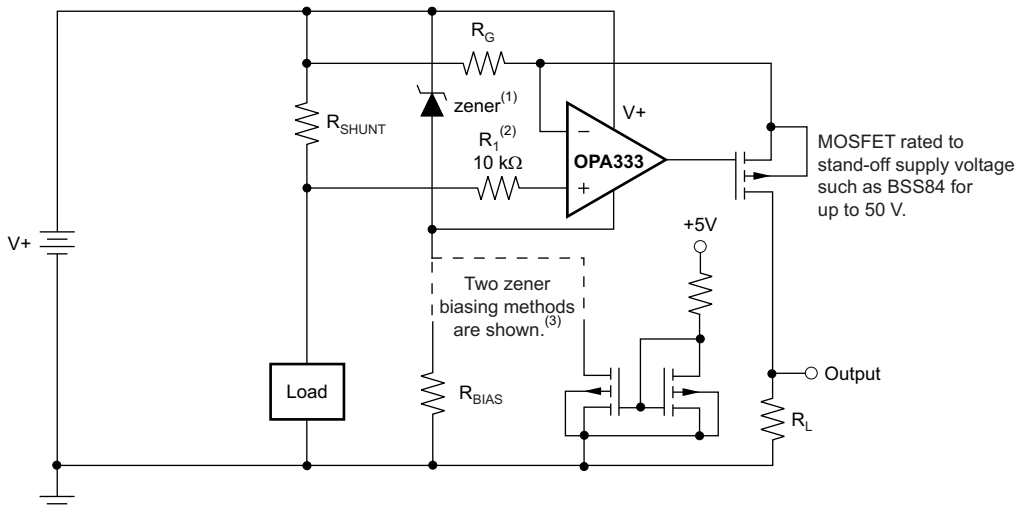 R_G
zener(1)
V+
R_SHUNT
R_1(2)
10 kΩ
−
OPA333
+
MOSFET rated to
stand-off supply voltage
such as BSS84 for
up to 50 V.
+5V
V+
Two zener
biasing methods
are shown.(3)
Load
R_BIAS
Output
R_L